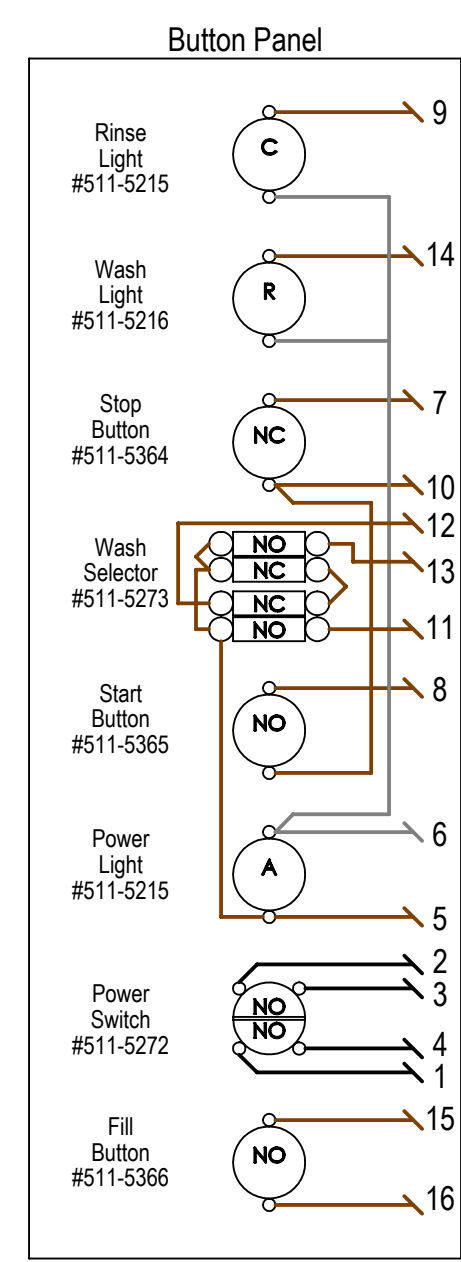 Button Panel
Rinse
Light
#511-5215
C
9
Wash
Light
#511-5216
R
14
Stop
Button
#511-5364
NC
7
10
12
Wash
Selector
#511-5273
NO
NC
NC
NO
13
11
Start
Button
#511-5365
NO
8
Power
Light
#511-5215
A
6
5
Power
Switch
#511-5272
NO
NO
2
3
4
1
Fill
Button
#511-5366
NO
15
16